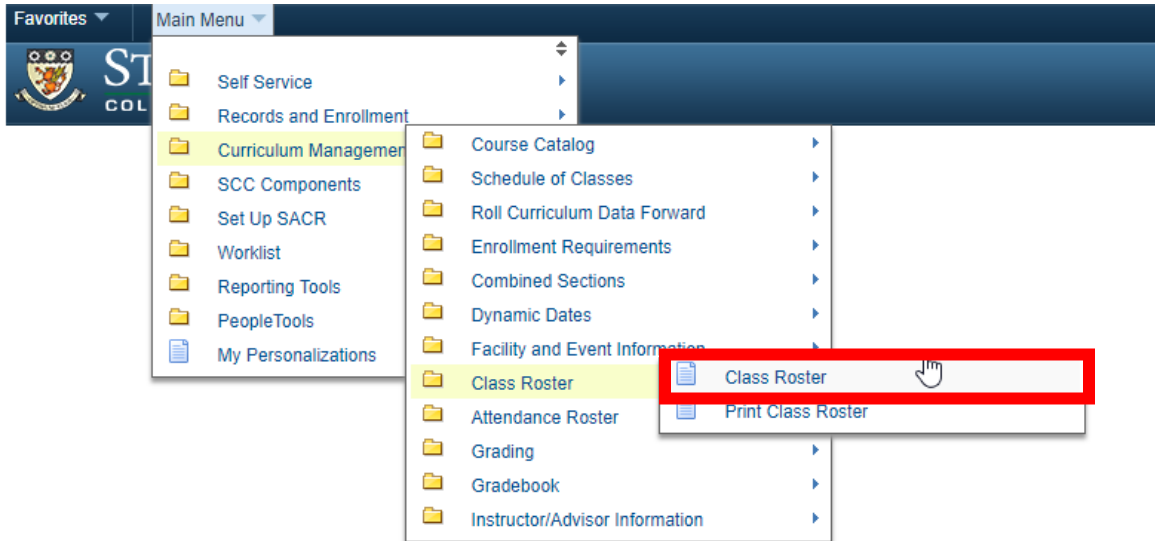 Favorites
Main Menu
ST
COL
Self Service
Records and Enrollment
Curriculum Managemen
SCC Components
Set Up SACR
Worklist
Reporting Tools
PeopleTools
My Personalizations
Course Catalog
Schedule of Classes
Roll Curriculum Data Forward
Enrollment Requirements
Combined Sections
Dynamic Dates
Facility and Event Information
Class Roster
Attendance Roster
Grading
Gradebook
Instructor/Advisor Information
Class Roster
Print Class Roster